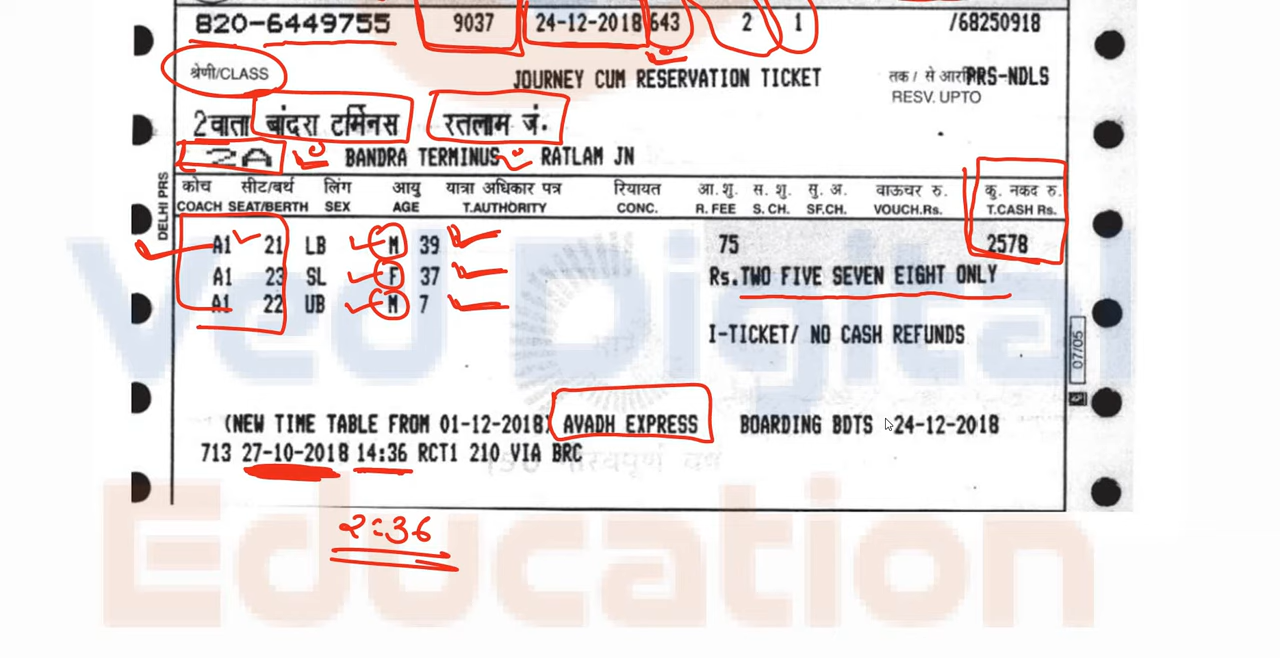 820-6449755 9037 24-12-2018 643 2 1 /68250918
श्रेणी/CLASS JOURNEY CUM RESERVATION TICKET तक / से PRS-NDLS
RESV. UPTO
2वाता बांदरा टर्मिनस रतलाम जं.
2A BANDRA TERMINUS RATLAM JN
कोच सीट/बर्थ लिंग आयु यात्रा अधिकार पत्र रियायत आ.शु. स. शु. सु. अ. वाऊचर रु. कु. नकद रु.
COACH SEAT/BERTH SEX AGE T.AUTHORITY CONC. R. FEE S. CH. SF.CH. VOUCH.Rs. T.CASH Rs.
A1 21 LB M 39 75 2578
A1 23 SL F 37 Rs.TWO FIVE SEVEN EIGHT ONLY
A1 22 UB M 7
I-TICKET/ NO CASH REFUNDS
(NEW TIME TABLE FROM 01-12-2018) AVADH EXPRESS BOARDING BDTS 24-12-2018
713 27-10-2018 14:36 RCT1 210 VIA BRC
2:36
DELHI PRS
07/05
Ved Digital
Education